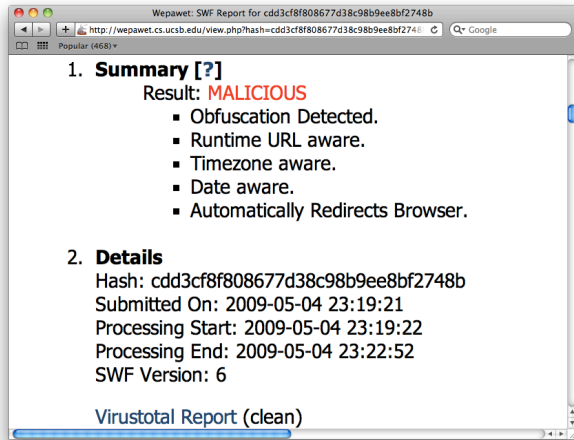 Wepawet: SWF Report for cdd3cf8f808677d38c98b9ee8bf2748b
http://wepawet.cs.ucsb.edu/view.php?hash=cdd3cf8f808677d38c98b9ee8bf2748 Google
Popular (468)
1. Summary [?]
Result: MALICIOUS
▪ Obfuscation Detected.
▪ Runtime URL aware.
▪ Timezone aware.
▪ Date aware.
▪ Automatically Redirects Browser.
2. Details
Hash: cdd3cf8f808677d38c98b9ee8bf2748b
Submitted On: 2009-05-04 23:19:21
Processing Start: 2009-05-04 23:19:22
Processing End: 2009-05-04 23:22:52
SWF Version: 6
Virustotal Report (clean)